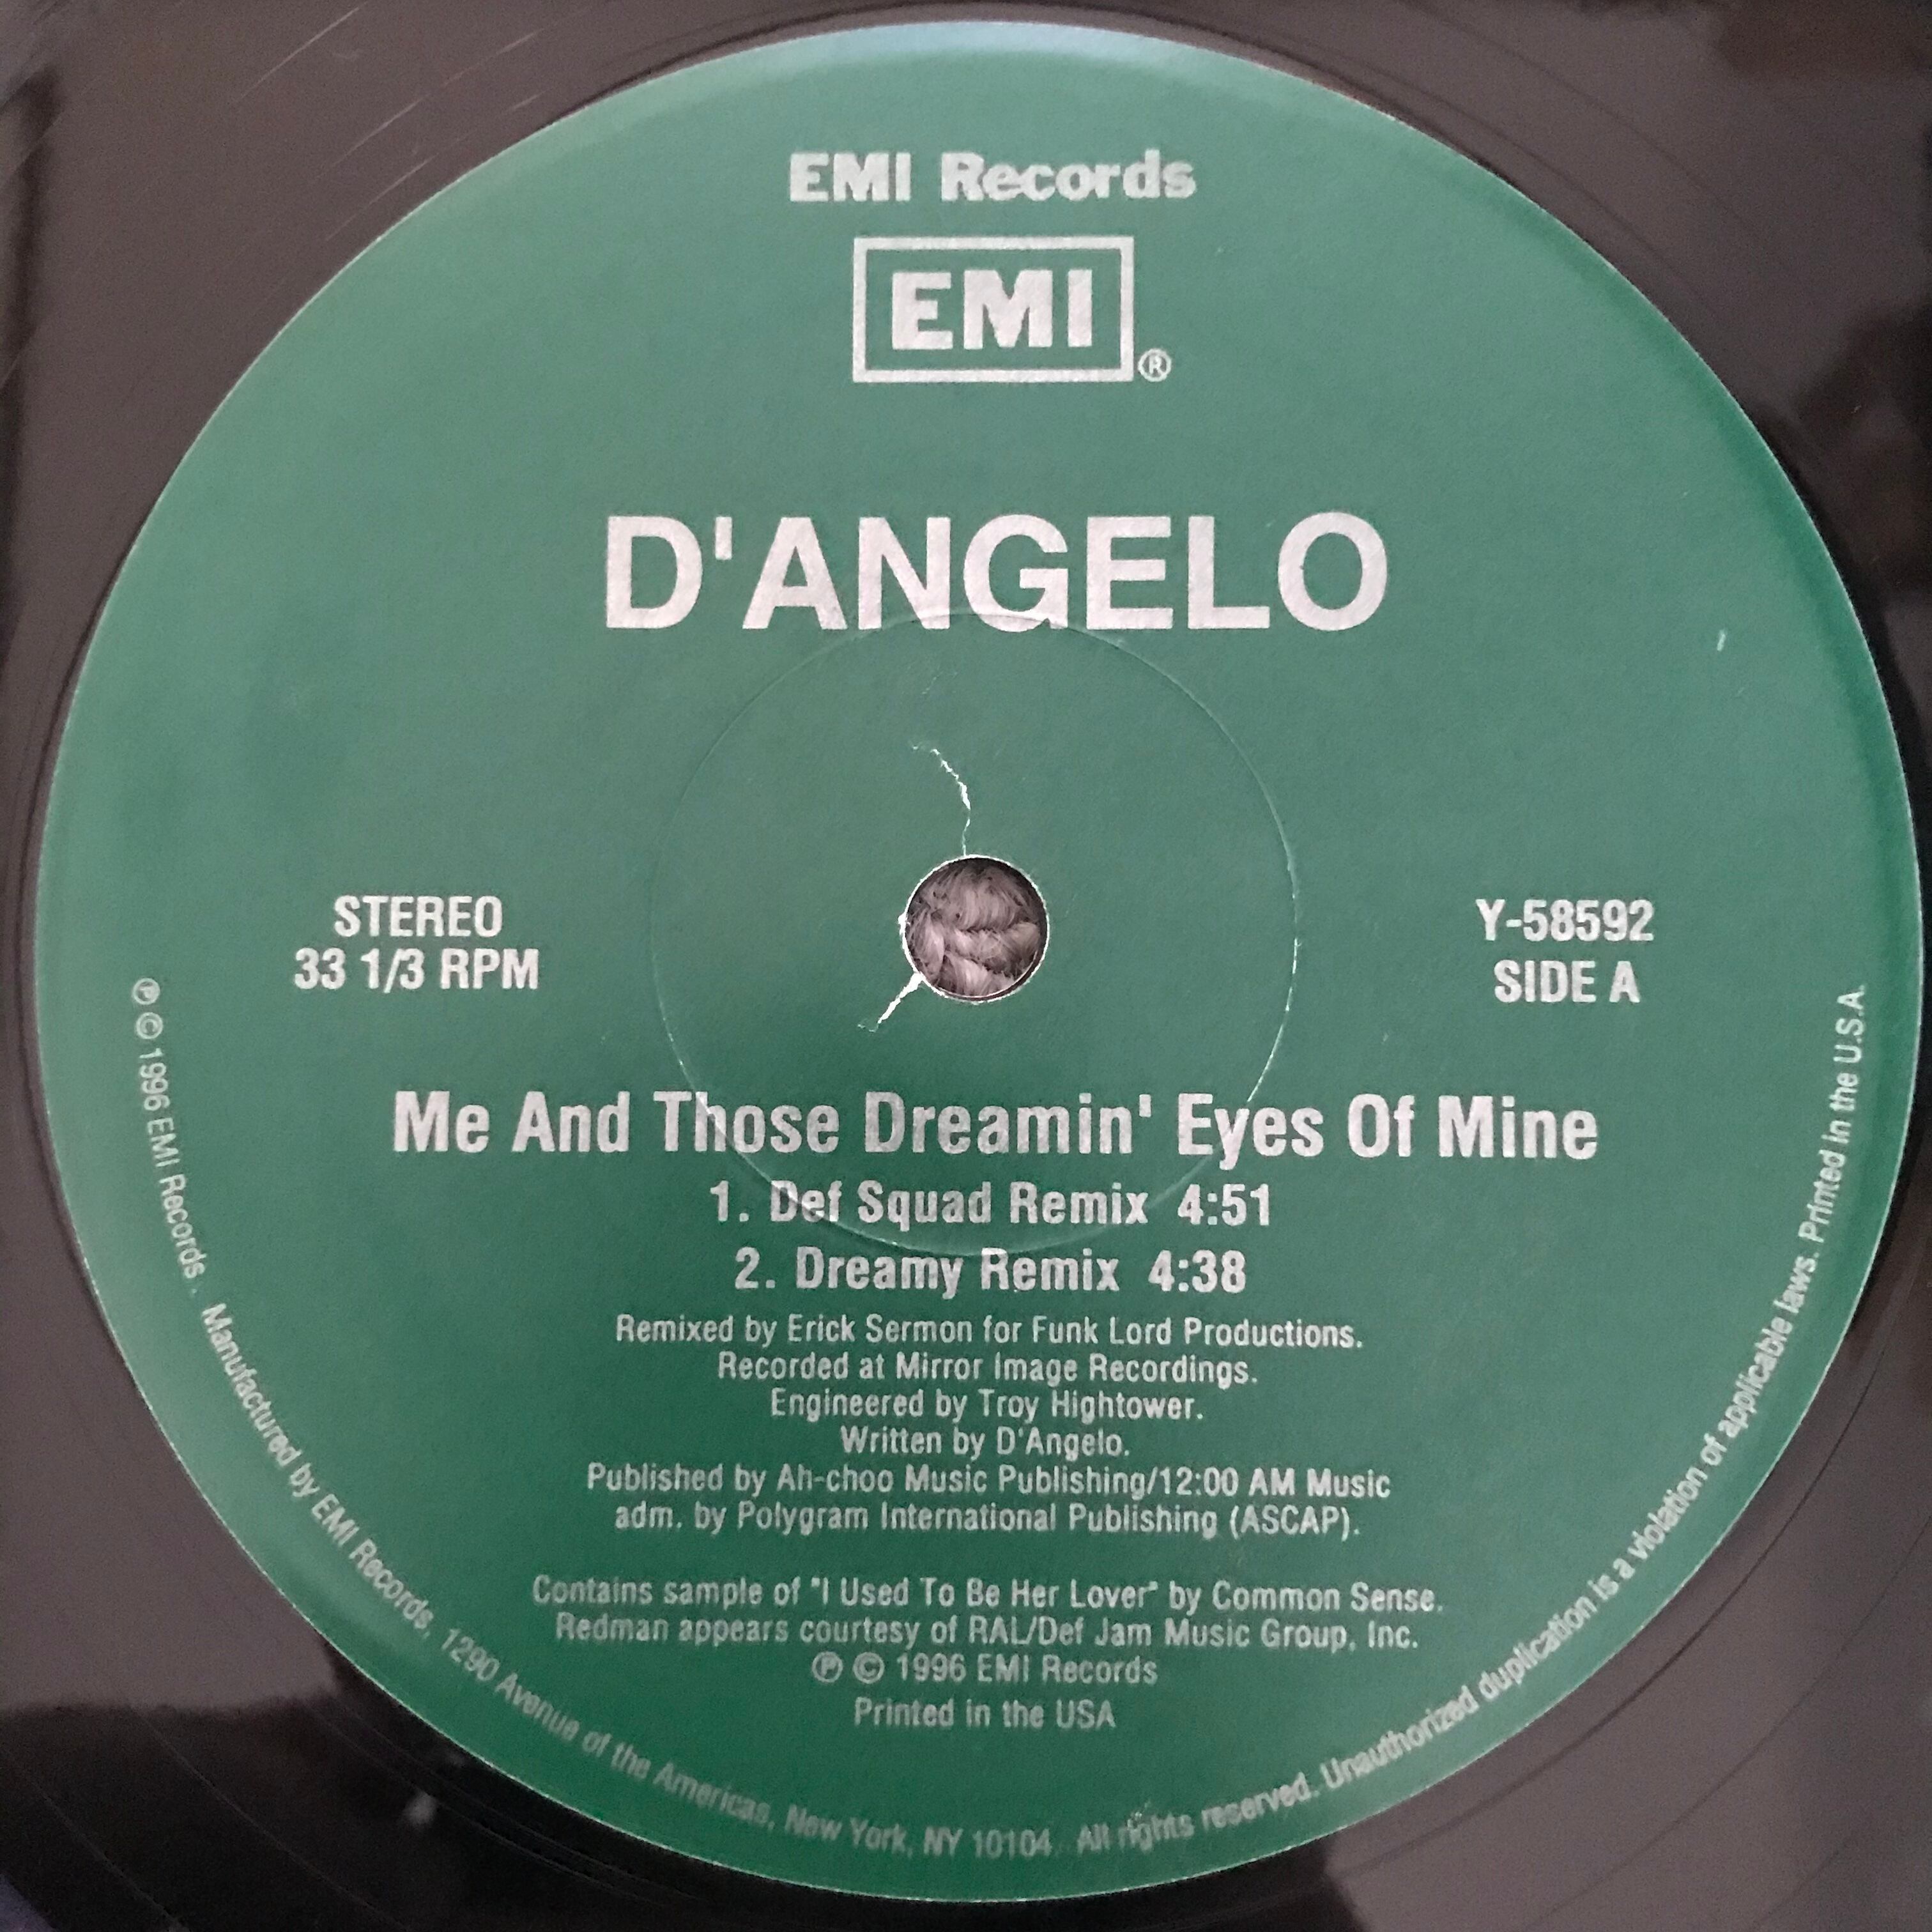 EMI Records
EMI®
D'ANGELO
STEREO
33 1/3 RPM
Y-58592
SIDE A
Me And Those Dreamin' Eyes Of Mine
1. Def Squad Remix 4:51
2. Dreamy Remix 4:38
Remixed by Erick Sermon for Funk Lord Productions.
Recorded at Mirror Image Recordings.
Engineered by Troy Hightower.
Written by D'Angelo.
Published by Ah-choo Music Publishing/12:00 AM Music
adm. by Polygram International Publishing (ASCAP).
Contains sample of "I Used To Be Her Lover" by Common Sense.
Redman appears courtesy of RAL/Def Jam Music Group, Inc.
℗ © 1996 EMI Records
Printed in the USA
℗ © 1996 EMI Records. Manufactured by EMI Records, 1290 Avenue of the Americas, New York, NY 10104. All rights reserved. Unauthorized duplication is a violation of applicable laws. Printed in the U.S.A.